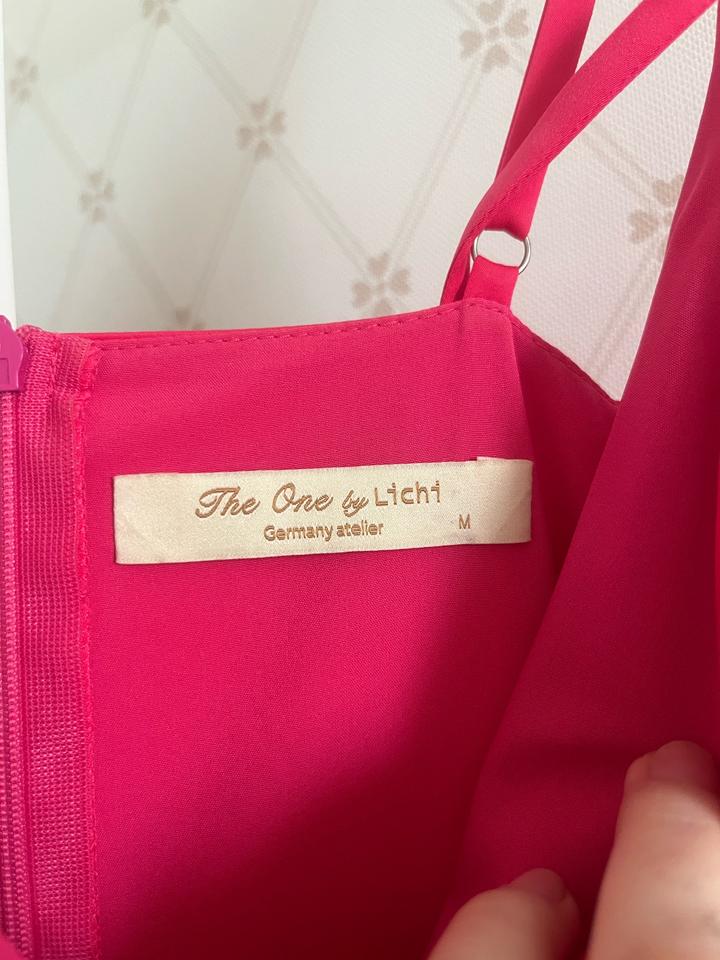 The One by Lichi
Germany atelier M